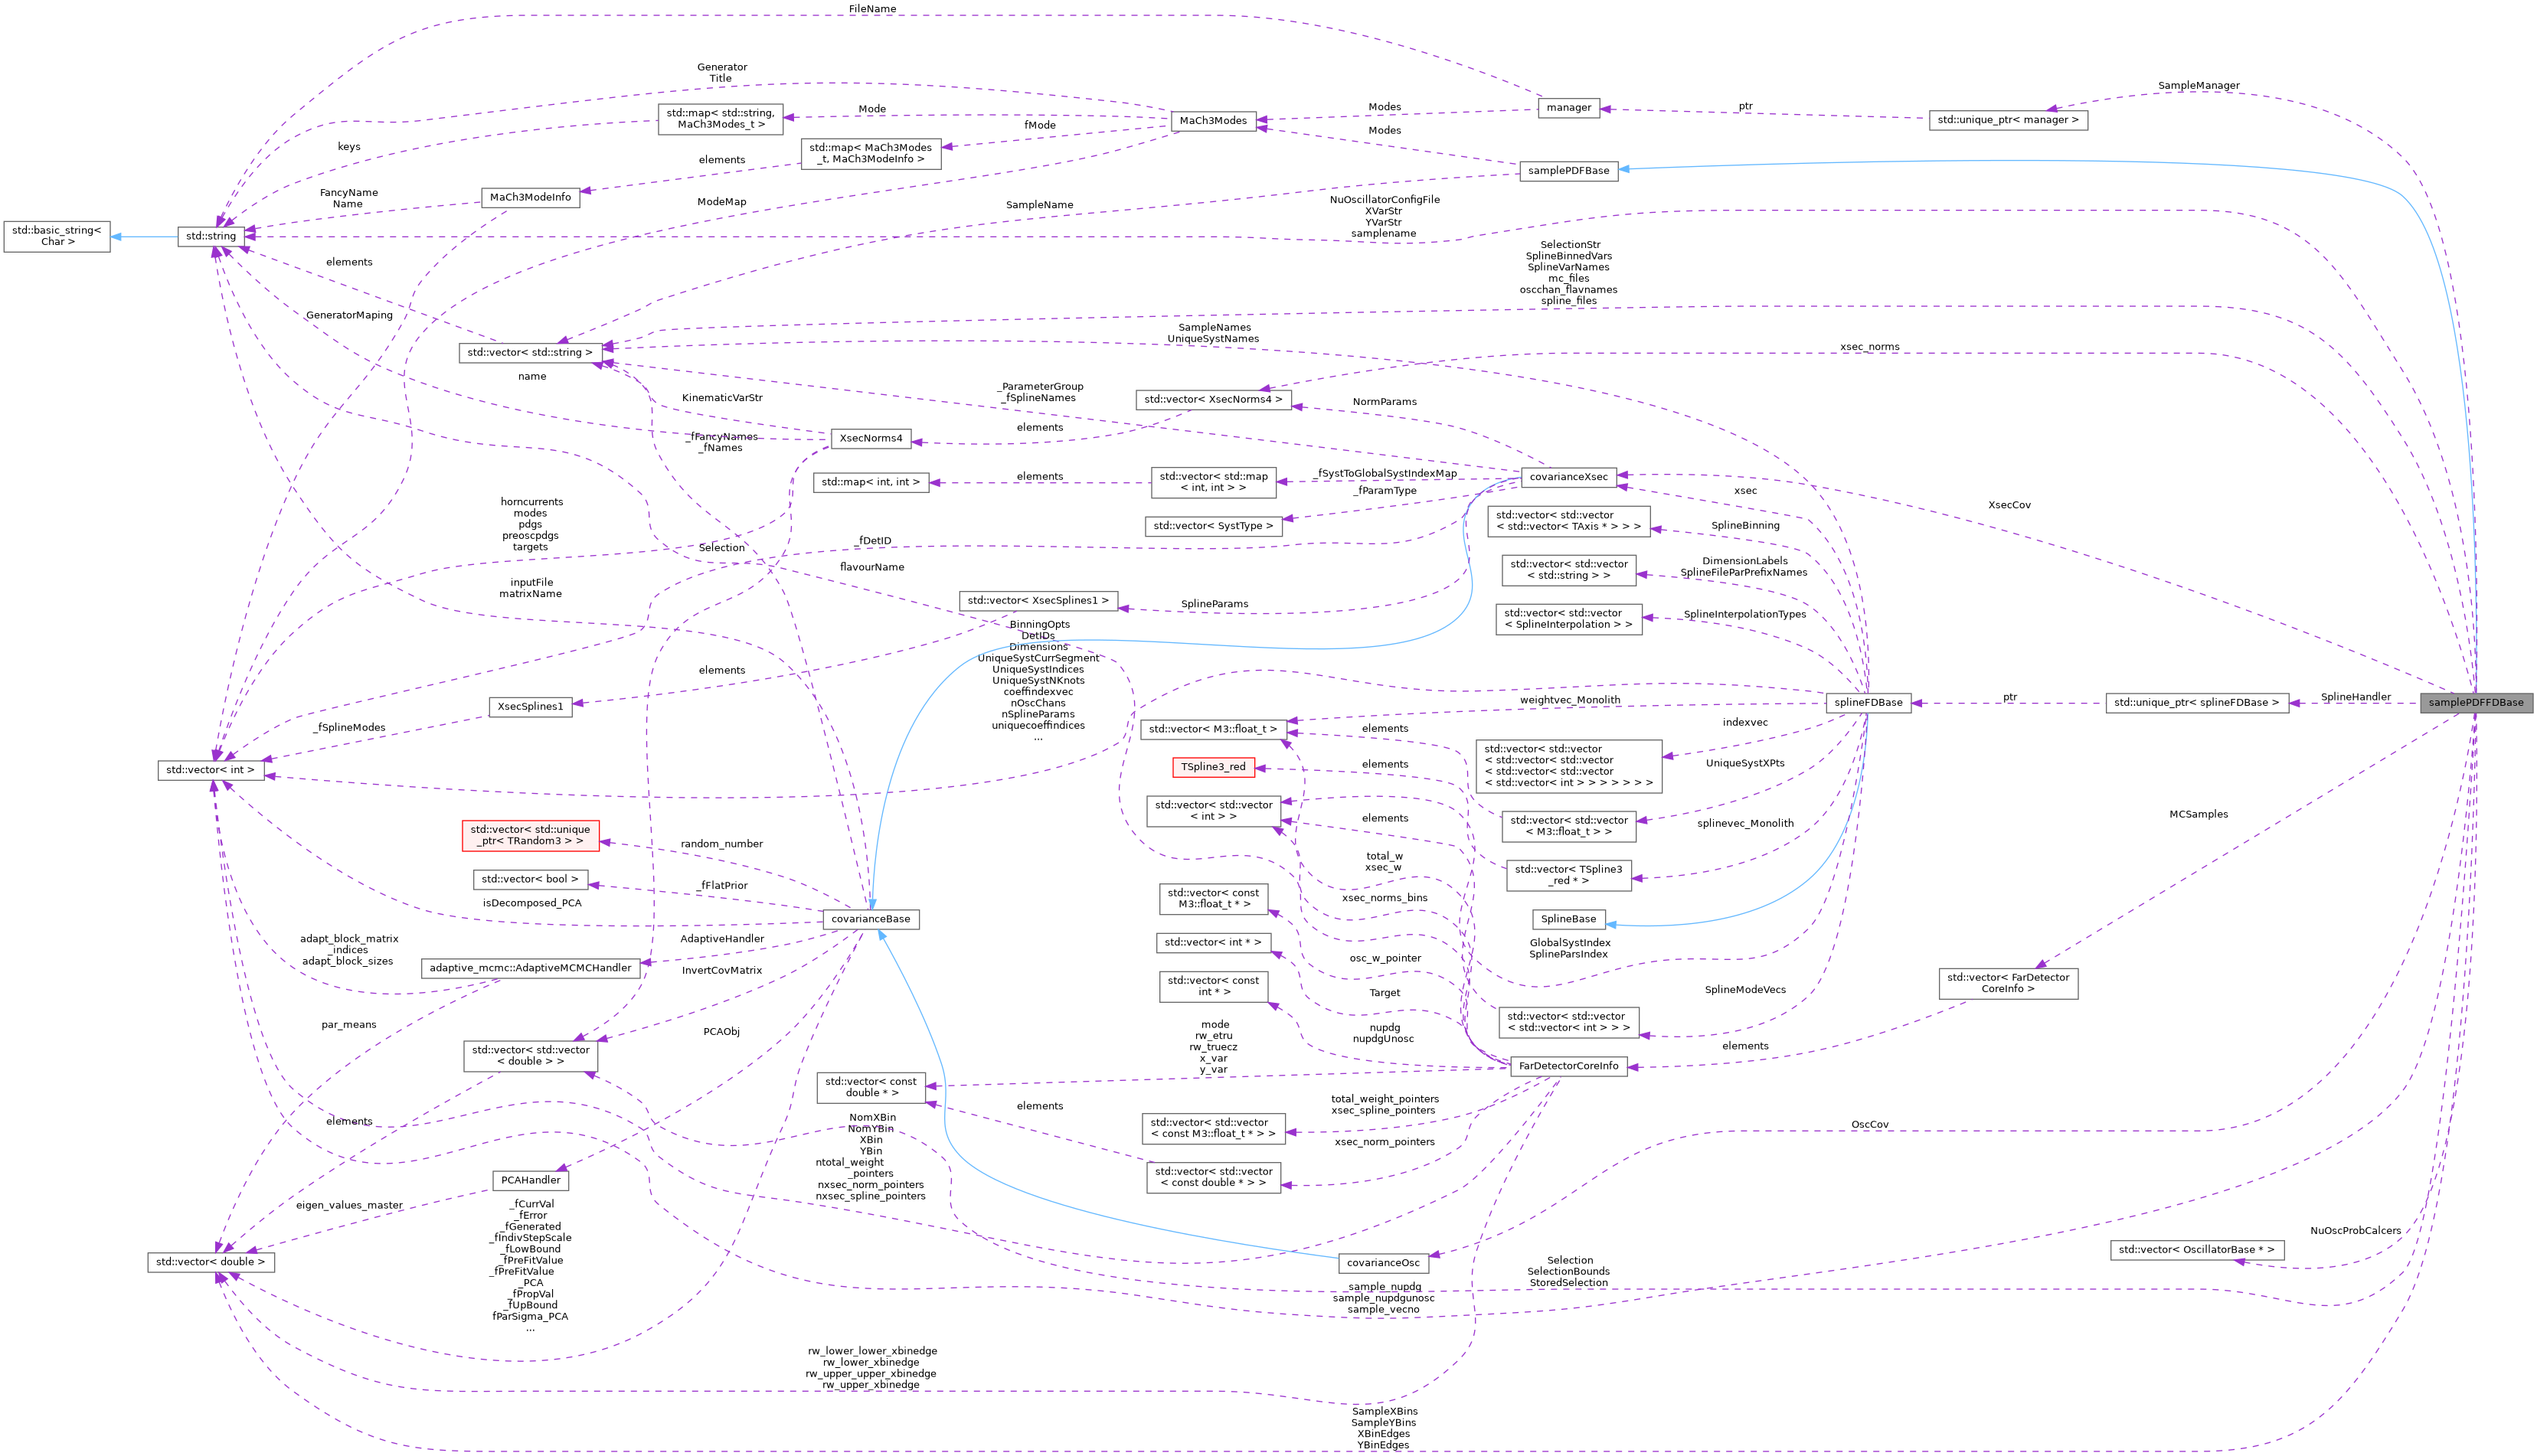 FileName
Generator
Title
SampleManager
std::map< std::string,
MaCh3Modes_t >
Mode
MaCh3Modes
Modes
manager
ptr
std::unique_ptr< manager >
fMode
Modes
keys
std::map< MaCh3Modes
_t, MaCh3ModeInfo >
elements
samplePDFBase
FancyName
Name
MaCh3ModeInfo
ModeMap
SampleName
NuOscillatorConfigFile
XVarStr
YVarStr
samplename
std::basic_string<
Char >
std::string
elements
SelectionStr
SplineBinnedVars
SplineVarNames
mc_files
oscchan_flavnames
spline_files
GeneratorMaping
SampleNames
UniqueSystNames
std::vector< std::string >
xsec_norms
name
KinematicVarStr
_ParameterGroup
_fSplineNames
std::vector< XsecNorms4 >
NormParams
elements
_fFancyNames
_fNames
XsecNorms4
std::map< int, int >
elements
std::vector< std::map
< int, int > >
_fSystToGlobalSystIndexMap
covarianceXsec
_fParamType
xsec
XsecCov
horncurrents
modes
pdgs
preoscpdgs
targets
std::vector< SystType >
std::vector< std::vector
< std::vector< TAxis * > > >
SplineBinning
Selection
_fDetID
flavourName
std::vector< std::vector
< std::string > >
DimensionLabels
SplineFileParPrefixNames
inputFile
matrixName
std::vector< XsecSplines1 >
SplineParams
std::vector< std::vector
< SplineInterpolation > >
SplineInterpolationTypes
BinningOpts
DetIDs
Dimensions
UniqueSystCurrSegment
UniqueSystIndices
UniqueSystNKnots
coeffindexvec
nOscChans
nSplineParams
uniquecoeffindices
...
elements
XsecSplines1
_fSplineModes
weightvec_Monolith
splineFDBase
ptr
std::unique_ptr< splineFDBase >
SplineHandler
samplePDFFDBase
std::vector< M3::float_t >
elements
indexvec
std::vector< std::vector
< std::vector< std::vector
< std::vector< std::vector
< std::vector< int > > > > > > >
UniqueSystXPts
std::vector< int >
TSpline3_red
elements
std::vector< std::vector
< int > >
elements
std::vector< std::vector
< M3::float_t > >
splinevec_Monolith
MCSamples
std::vector< std::unique
_ptr< TRandom3 > >
random_number
total_w
xsec_w
std::vector< TSpline3
_red * >
std::vector< bool >
_fFlatPrior
isDecomposed_PCA
std::vector< const
M3::float_t * >
xsec_norms_bins
covarianceBase
SplineBase
adapt_block_matrix
_indices
adapt_block_sizes
AdaptiveHandler
std::vector< int * >
GlobalSystIndex
SplineParsIndex
adaptive_mcmc::AdaptiveMCMCHandler
InvertCovMatrix
osc_w_pointer
std::vector< const
int * >
Target
SplineModeVecs
std::vector< FarDetector
CoreInfo >
par_means
PCAObj
mode
rw_etru
rw_truecz
x_var
y_var
nupdg
nupdgUnosc
std::vector< std::vector
< std::vector< int > > >
elements
std::vector< std::vector
< double > >
FarDetectorCoreInfo
std::vector< const
double * >
elements
total_weight_pointers
xsec_spline_pointers
elements
NomXBin
NomYBin
XBin
YBin
ntotal_weight
_pointers
nxsec_norm_pointers
nxsec_spline_pointers
std::vector< std::vector
< const M3::float_t * > >
OscCov
xsec_norm_pointers
std::vector< std::vector
< const double * > >
PCAHandler
eigen_values_master
_fCurrVal
_fError
_fGenerated
_fIndivStepScale
_fLowBound
_fPreFitValue
_fPreFitValue
_PCA
_fPropVal
_fUpBound
fParSigma_PCA
...
std::vector< double >
NuOscProbCalcers
std::vector< OscillatorBase * >
covarianceOsc
Selection
SelectionBounds
StoredSelection
sample_nupdg
sample_nupdgunosc
sample_vecno
rw_lower_lower_xbinedge
rw_lower_xbinedge
rw_upper_upper_xbinedge
rw_upper_xbinedge
SampleXBins
SampleYBins
XBinEdges
YBinEdges